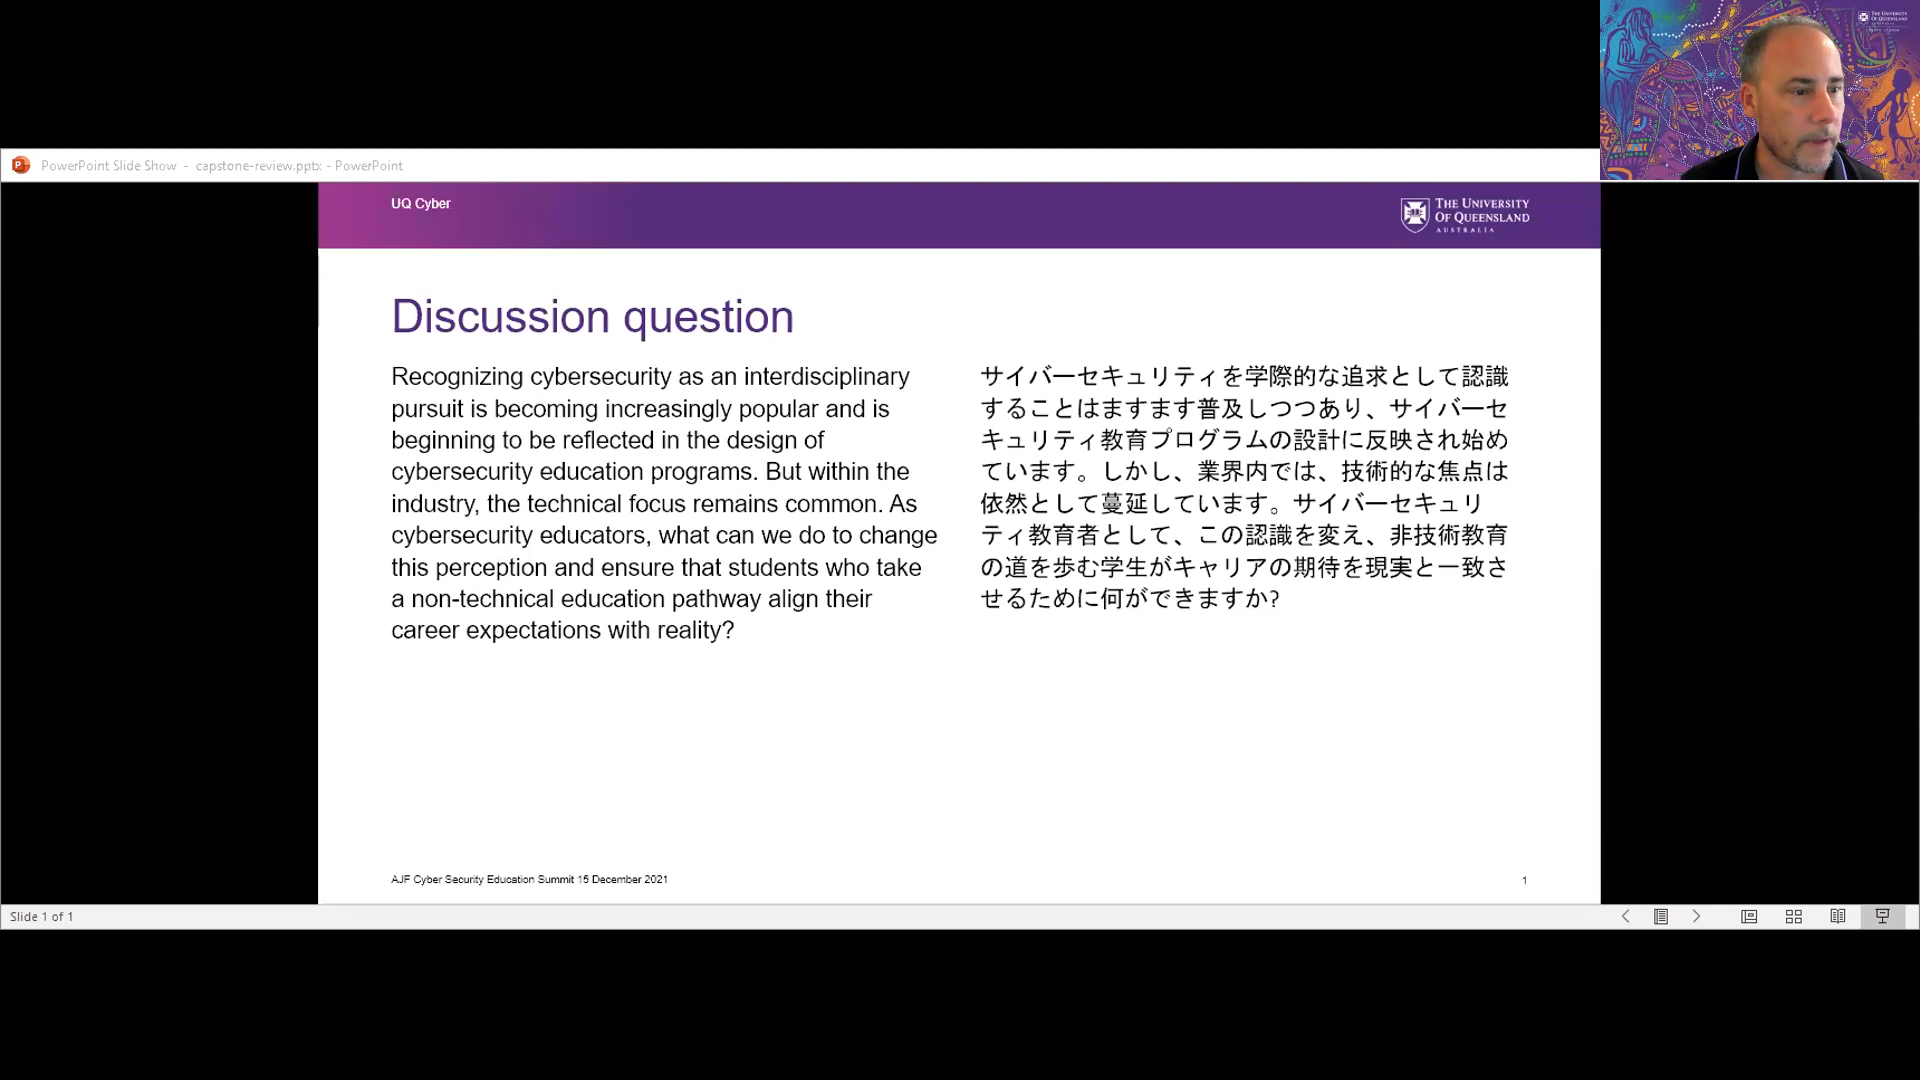 THE UNIVERSITY
OF QUEENSLAND
AUSTRALIA
PowerPoint Slide Show - capstone-review.pptx - PowerPoint
UQ Cyber
THE UNIVERSITY
OF QUEENSLAND
AUSTRALIA
Discussion question
Recognizing cybersecurity as an interdisciplinary
pursuit is becoming increasingly popular and is
beginning to be reflected in the design of
cybersecurity education programs. But within the
industry, the technical focus remains common. As
cybersecurity educators, what can we do to change
this perception and ensure that students who take
a non-technical education pathway align their
career expectations with reality?
サイバーセキュリティを学際的な追求として認識
することはますます普及しつつあり、サイバーセ
キュリティ教育プログラムの設計に反映され始め
ています。しかし、業界内では、技術的な焦点は
依然として蔓延しています。サイバーセキュリ
ティ教育者として、この認識を変え、非技術教育
の道を歩む学生がキャリアの期待を現実と一致さ
せるために何ができますか?
AJF Cyber Security Education Summit 15 December 2021
1
Slide 1 of 1